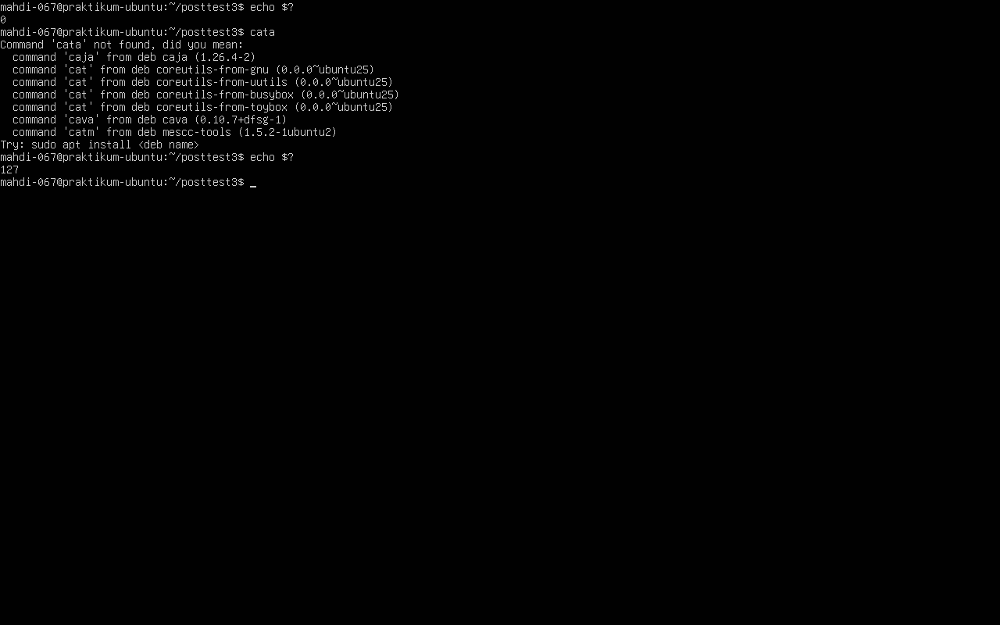 mahdi-067@praktikum-ubuntu:~/posttest3$ echo $?
0
mahdi-067@praktikum-ubuntu:~/posttest3$ cata
Command 'cata' not found, did you mean:
  command 'caja' from deb caja (1.26.4-2)
  command 'cat' from deb coreutils-from-gnu (0.0.0~ubuntu25)
  command 'cat' from deb coreutils-from-uutils (0.0.0~ubuntu25)
  command 'cat' from deb coreutils-from-busybox (0.0.0~ubuntu25)
  command 'cat' from deb coreutils-from-toybox (0.0.0~ubuntu25)
  command 'cava' from deb cava (0.10.7+dfsg-1)
  command 'catm' from deb mescc-tools (1.5.2-1ubuntu2)
Try: sudo apt install <deb name>
mahdi-067@praktikum-ubuntu:~/posttest3$ echo $?
127
mahdi-067@praktikum-ubuntu:~/posttest3$ _